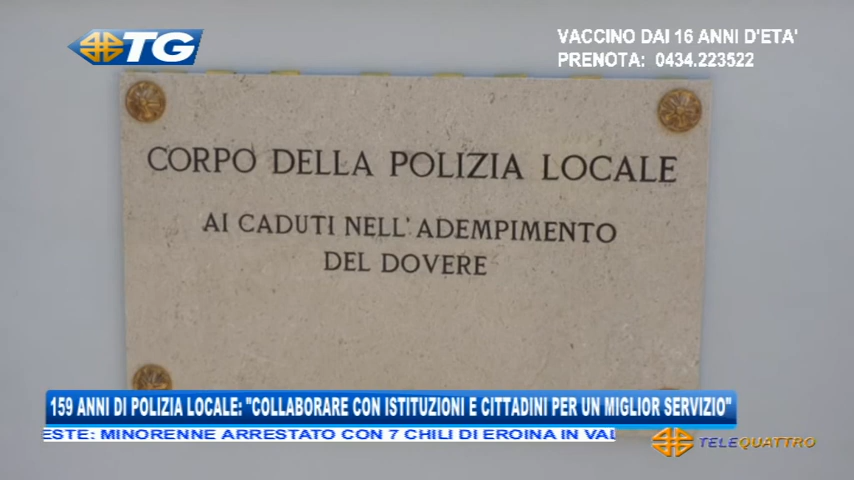 TG
VACCINO DAI 16 ANNI D'ETA'
PRENOTA: 0434.223522
CORPO DELLA POLIZIA LOCALE
AI CADUTI NELL'ADEMPIMENTO
DEL DOVERE
159 ANNI DI POLIZIA LOCALE: "COLLABORARE CON ISTITUZIONI E CITTADINI PER UN MIGLIOR SERVIZIO"
ESTE: MINORENNE ARRESTATO CON 7 CHILI DI EROINA IN VAL
TELEQUATTRO